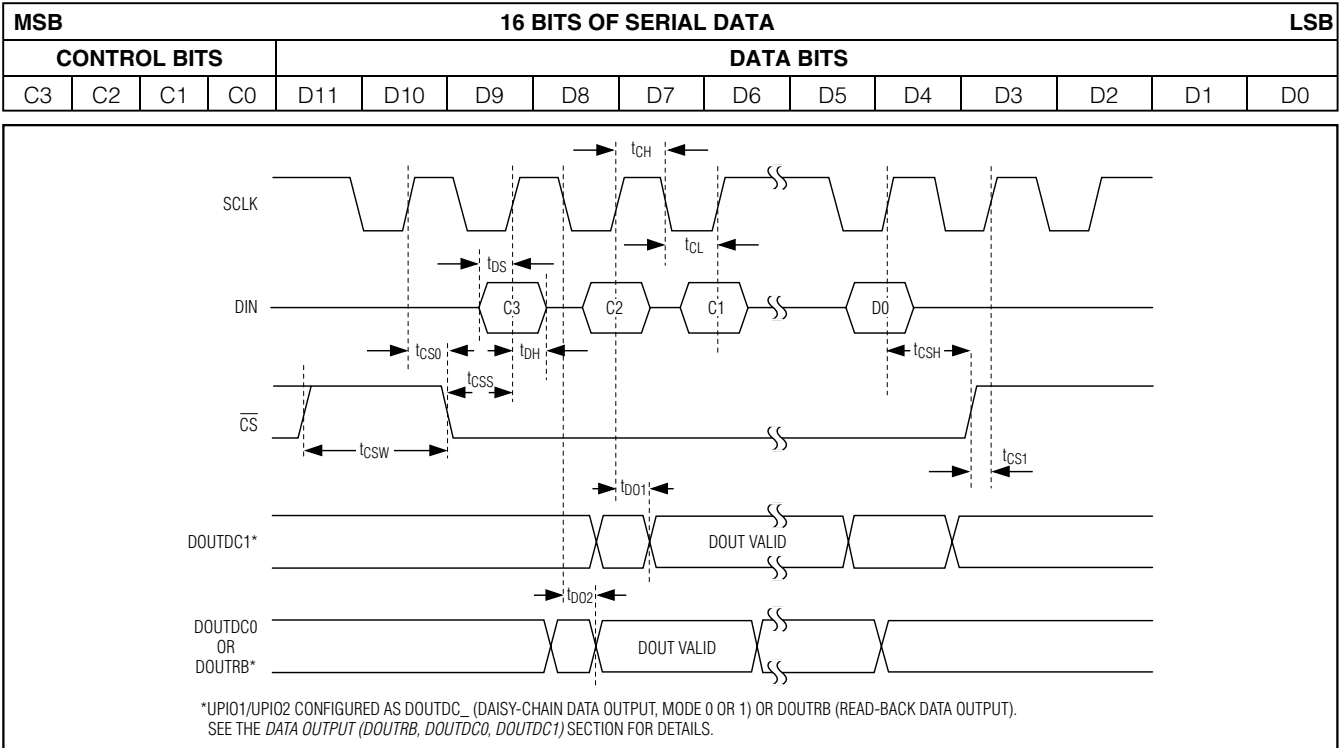 MSB 16 BITS OF SERIAL DATA LSB
CONTROL BITS DATA BITS
C3 C2 C1 C0 D11 D10 D9 D8 D7 D6 D5 D4 D3 D2 D1 D0
tCH
SCLK
tCL
tDS
DIN C3 C2 C1 D0
tCS0 tDH tCSH
tCSS
CS
tCSW tCS1
tDO1
DOUTDC1* DOUT VALID
tDO2
DOUTDC0
OR DOUT VALID
DOUTRB*
*UPIO1/UPIO2 CONFIGURED AS DOUTDC_ (DAISY-CHAIN DATA OUTPUT, MODE 0 OR 1) OR DOUTRB (READ-BACK DATA OUTPUT).
SEE THE DATA OUTPUT (DOUTRB, DOUTDC0, DOUTDC1) SECTION FOR DETAILS.